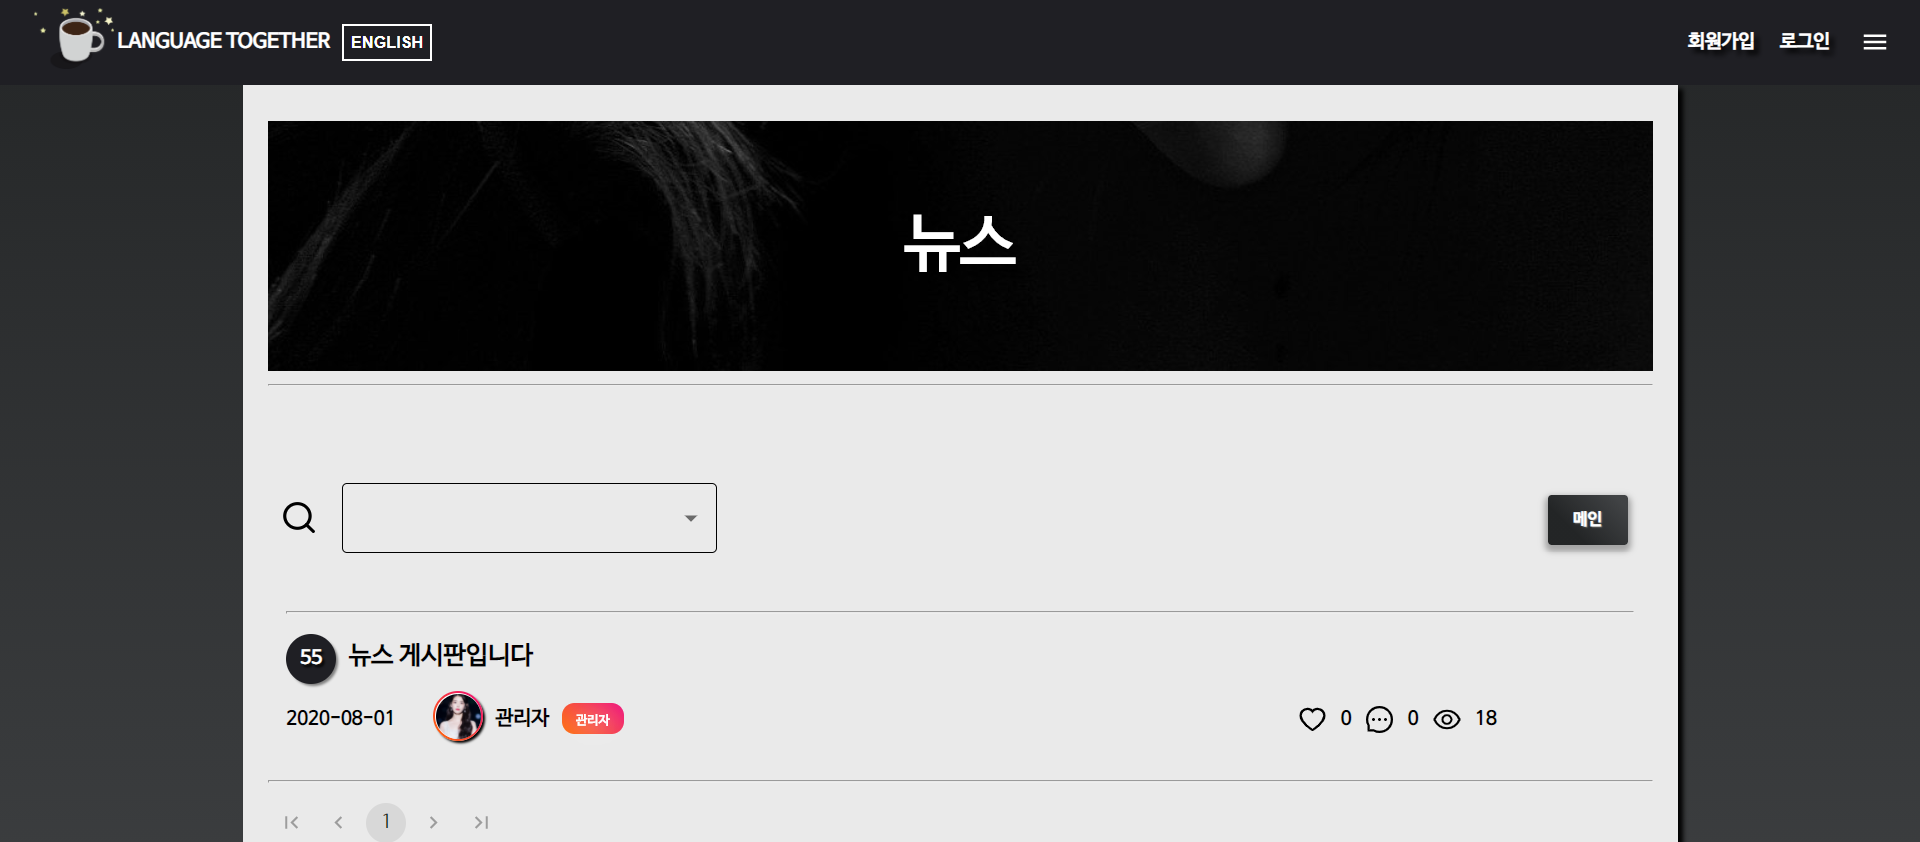 LANGUAGE TOGETHER ENGLISH 회원가입 로그인
뉴스
메인
55 뉴스 게시판입니다
2020-08-01 관리자 관리자 0 0 18
1